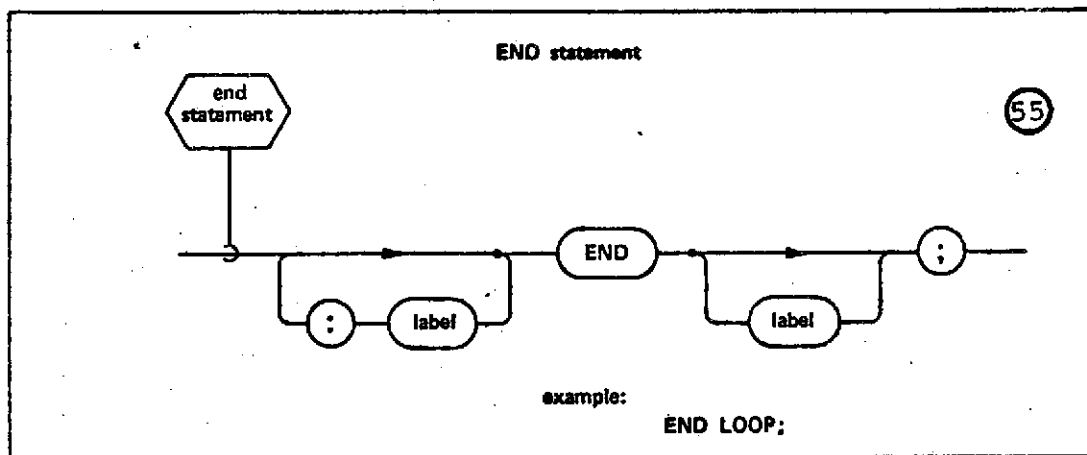 END statement
end
statement
55
END
;
: label
label
example:
END LOOP;